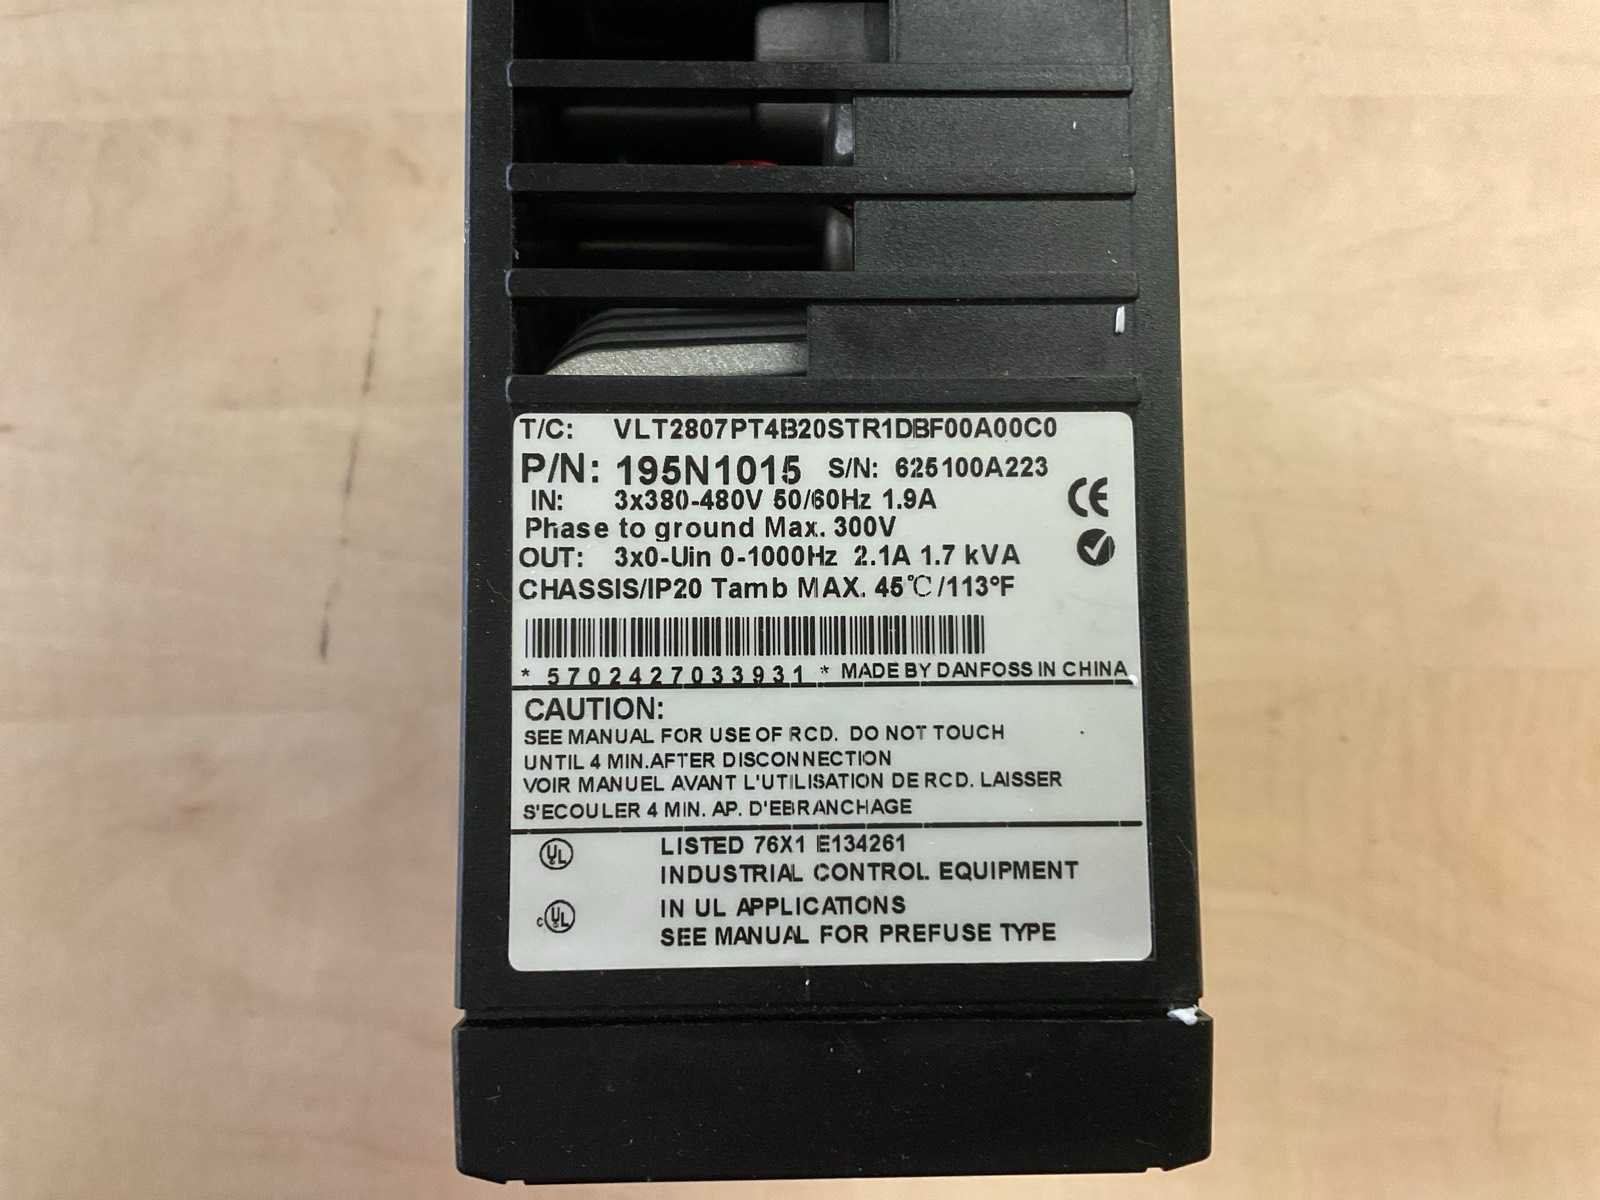 T/C: VLT2807PT4B20STR1DBF00A00C0
P/N: 195N1015 S/N: 625100A223
IN: 3x380-480V 50/60Hz 1.9A
Phase to ground Max. 300V
OUT: 3x0-Uin 0-1000Hz 2.1A 1.7 kVA
CHASSIS/IP20 Tamb MAX. 45℃/113°F
CE
* 5702427033931 * MADE BY DANFOSS IN CHINA
CAUTION:
SEE MANUAL FOR USE OF RCD. DO NOT TOUCH
UNTIL 4 MIN.AFTER DISCONNECTION
VOIR MANUEL AVANT L'UTILISATION DE RCD. LAISSER
S'ECOULER 4 MIN. AP. D'EBRANCHAGE
UL LISTED 76X1 E134261
INDUSTRIAL CONTROL EQUIPMENT
c UL IN UL APPLICATIONS
SEE MANUAL FOR PREFUSE TYPE